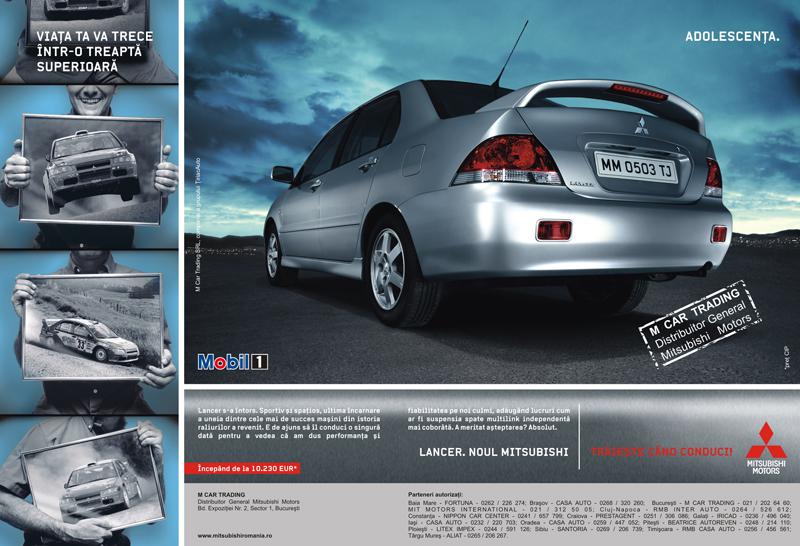 VIAȚA TA VA TRECE
ÎNTR-O TREAPTĂ
SUPERIOARĂ
ADOLESCENȚA.
MM 0503 TJ
M CAR TRADING
Distribuitor General
Mitsubishi Motors
*preț CIP
Mobil 1
Lancer s-a întors. Sportiv și spațios, ultima încarnare
a uneia dintre cele mai de succes mașini din istoria
raliurilor a revenit. E de ajuns să îl conduci o singură
dată pentru a vedea că am dus performanța și
fiabilitatea pe noi culmi, adăugând lucruri cum
ar fi suspensia spate multilink independentă
mai coborâtă. A meritat așteptarea? Absolut.
LANCER. NOUL MITSUBISHI
TRĂIEȘTE CÂND CONDUCI!
MITSUBISHI
MOTORS
Începând de la 10.230 EUR*
M CAR TRADING
Distribuitor General Mitsubishi Motors
Bd. Expoziției Nr. 2, Sector 1, București
www.mitsubishiromania.ro
Parteneri autorizați:
Baia Mare - FORTUNA - 0262 / 226 274; Brașov - CASA AUTO - 0268 / 320 260; București - M CAR TRADING - 021 / 202 64 60;
MIT MOTORS INTERNATIONAL - 021 / 312 50 05; Cluj-Napoca - RMB INTER AUTO - 0264 / 526 612;
Constanța - NIPPON CAR CENTER - 0241 / 657 799; Craiova - PRESTAGENT - 0251 / 306 086; Galați - IRICAD - 0236 / 496 040;
Iași - CASA AUTO - 0232 / 220 703; Oradea - CASA AUTO - 0259 / 447 052; Pitești - BEATRICE AUTOREVEN - 0248 / 214 110;
Ploiești - LITEX IMPEX - 0244 / 591 126; Sibiu - SANTORIA - 0269 / 206 739; Timișoara - RMB CASA AUTO - 0256 / 456 561;
Târgu Mureș - ALIAT - 0265 / 206 267.